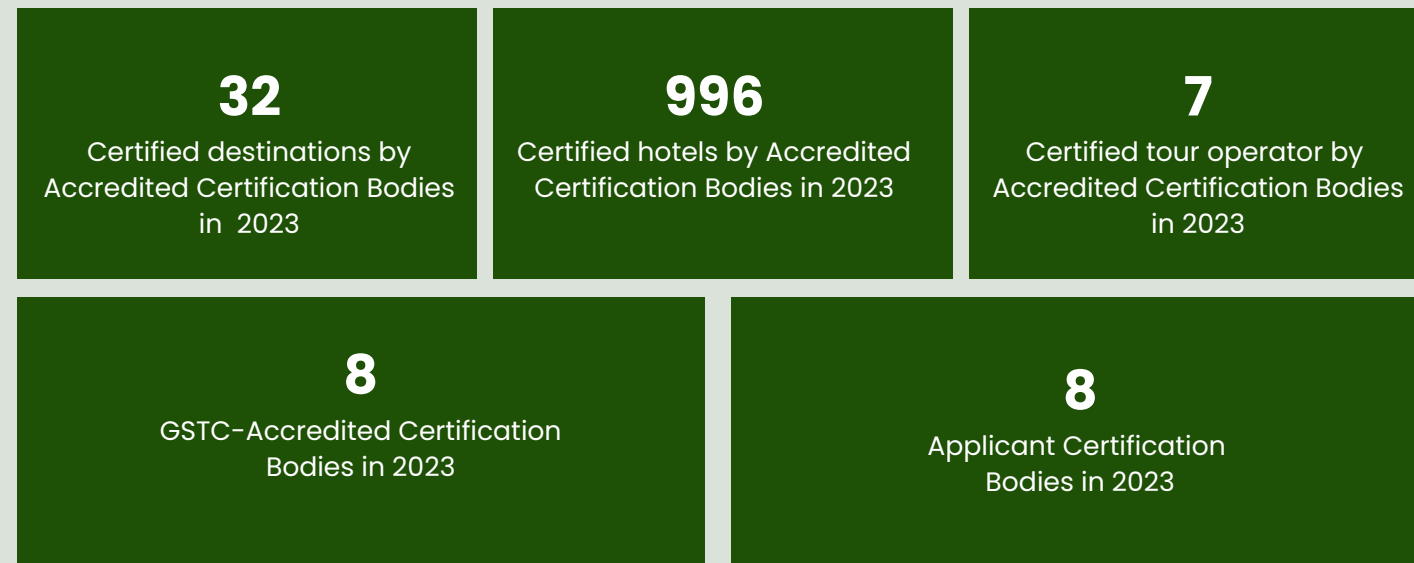 32
Certified destinations by
Accredited Certification Bodies
in  2023
996
Certified hotels by Accredited
Certification Bodies in 2023
7
Certified tour operator by
Accredited Certification Bodies
in 2023
8
GSTC-Accredited Certification
Bodies in 2023
8
Applicant Certification
Bodies in 2023